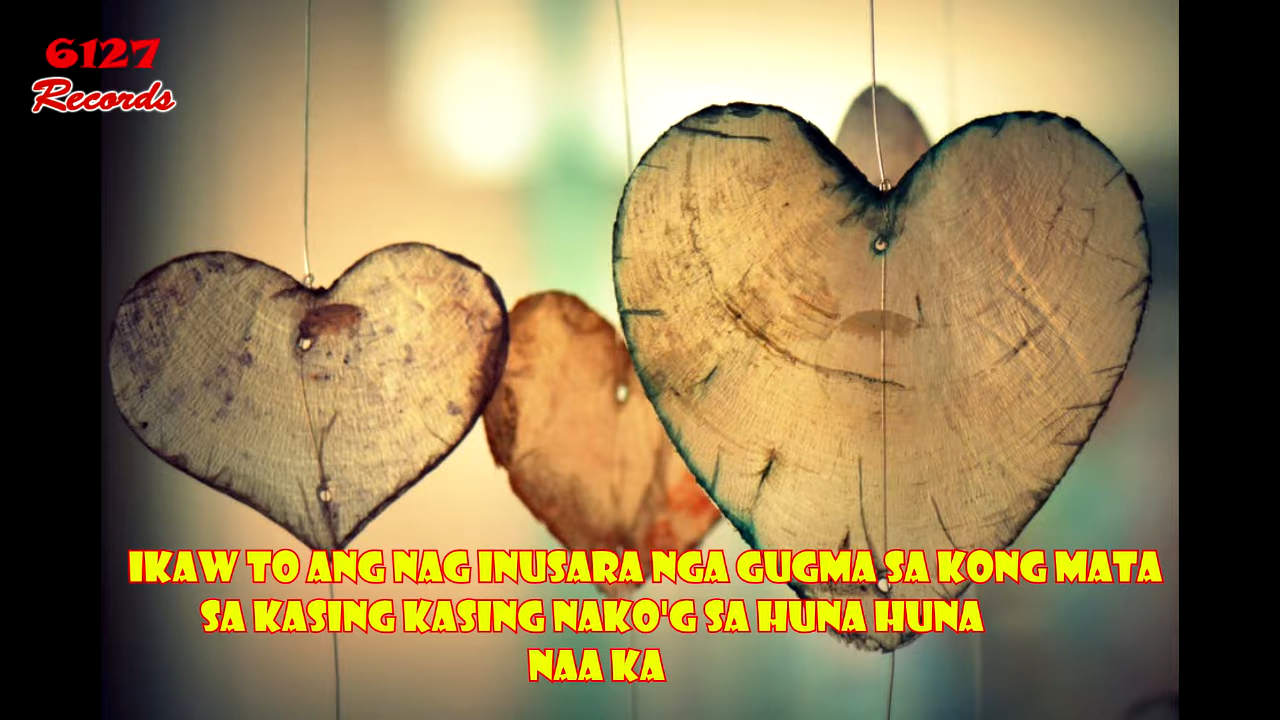 6127
Records
IKAW TO ANG NAG INUSARA NGA GUGMA SA KONG MATA
SA KASING KASING NAKO'G SA HUNA HUNA
NAA KA